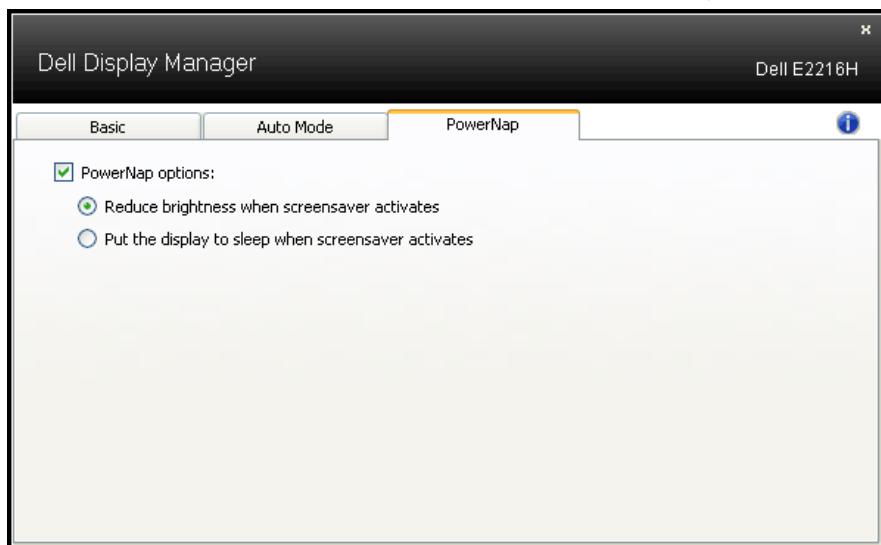 Dell Display Manager
Dell E2216H
Basic Auto Mode PowerNap
PowerNap options:
Reduce brightness when screensaver activates
Put the display to sleep when screensaver activates